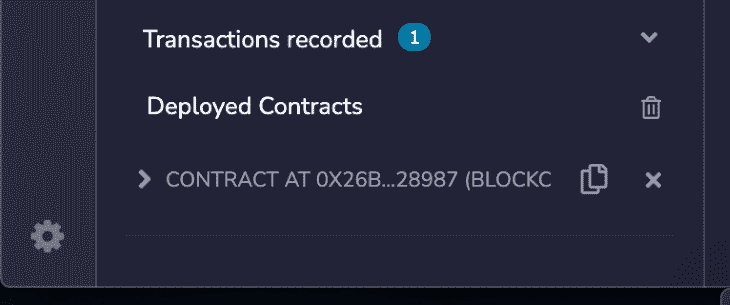 Transactions recorded 1
Deployed Contracts
CONTRACT AT 0X26B...28987 (BLOCKC